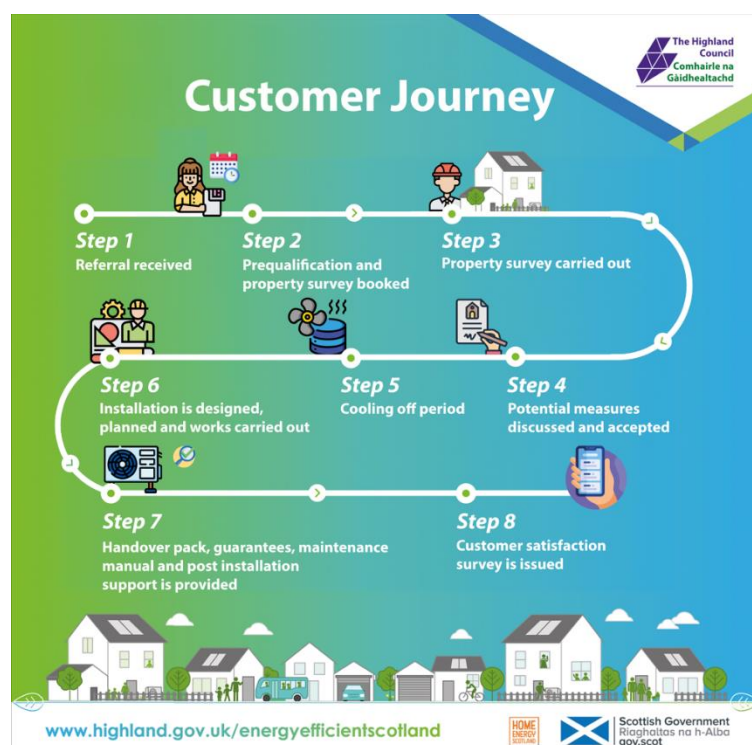 The Highland
Council
Comhairle na
Gàidhealtachd
Customer Journey
Step 1
Referral received
Step 2
Prequalification and
property survey booked
Step 3
Property survey carried out
Step 4
Potential measures
discussed and accepted
Step 5
Cooling off period
Step 6
Installation is designed,
planned and works carried out
Step 7
Handover pack, guarantees, maintenance
manual and post installation
support is provided
Step 8
Customer satisfaction
survey is issued
www.highland.gov.uk/energyefficientscotland
HOME
ENERGY
SCOTLAND
Scottish Government
Riaghaltas na h-Alba
gov.scot